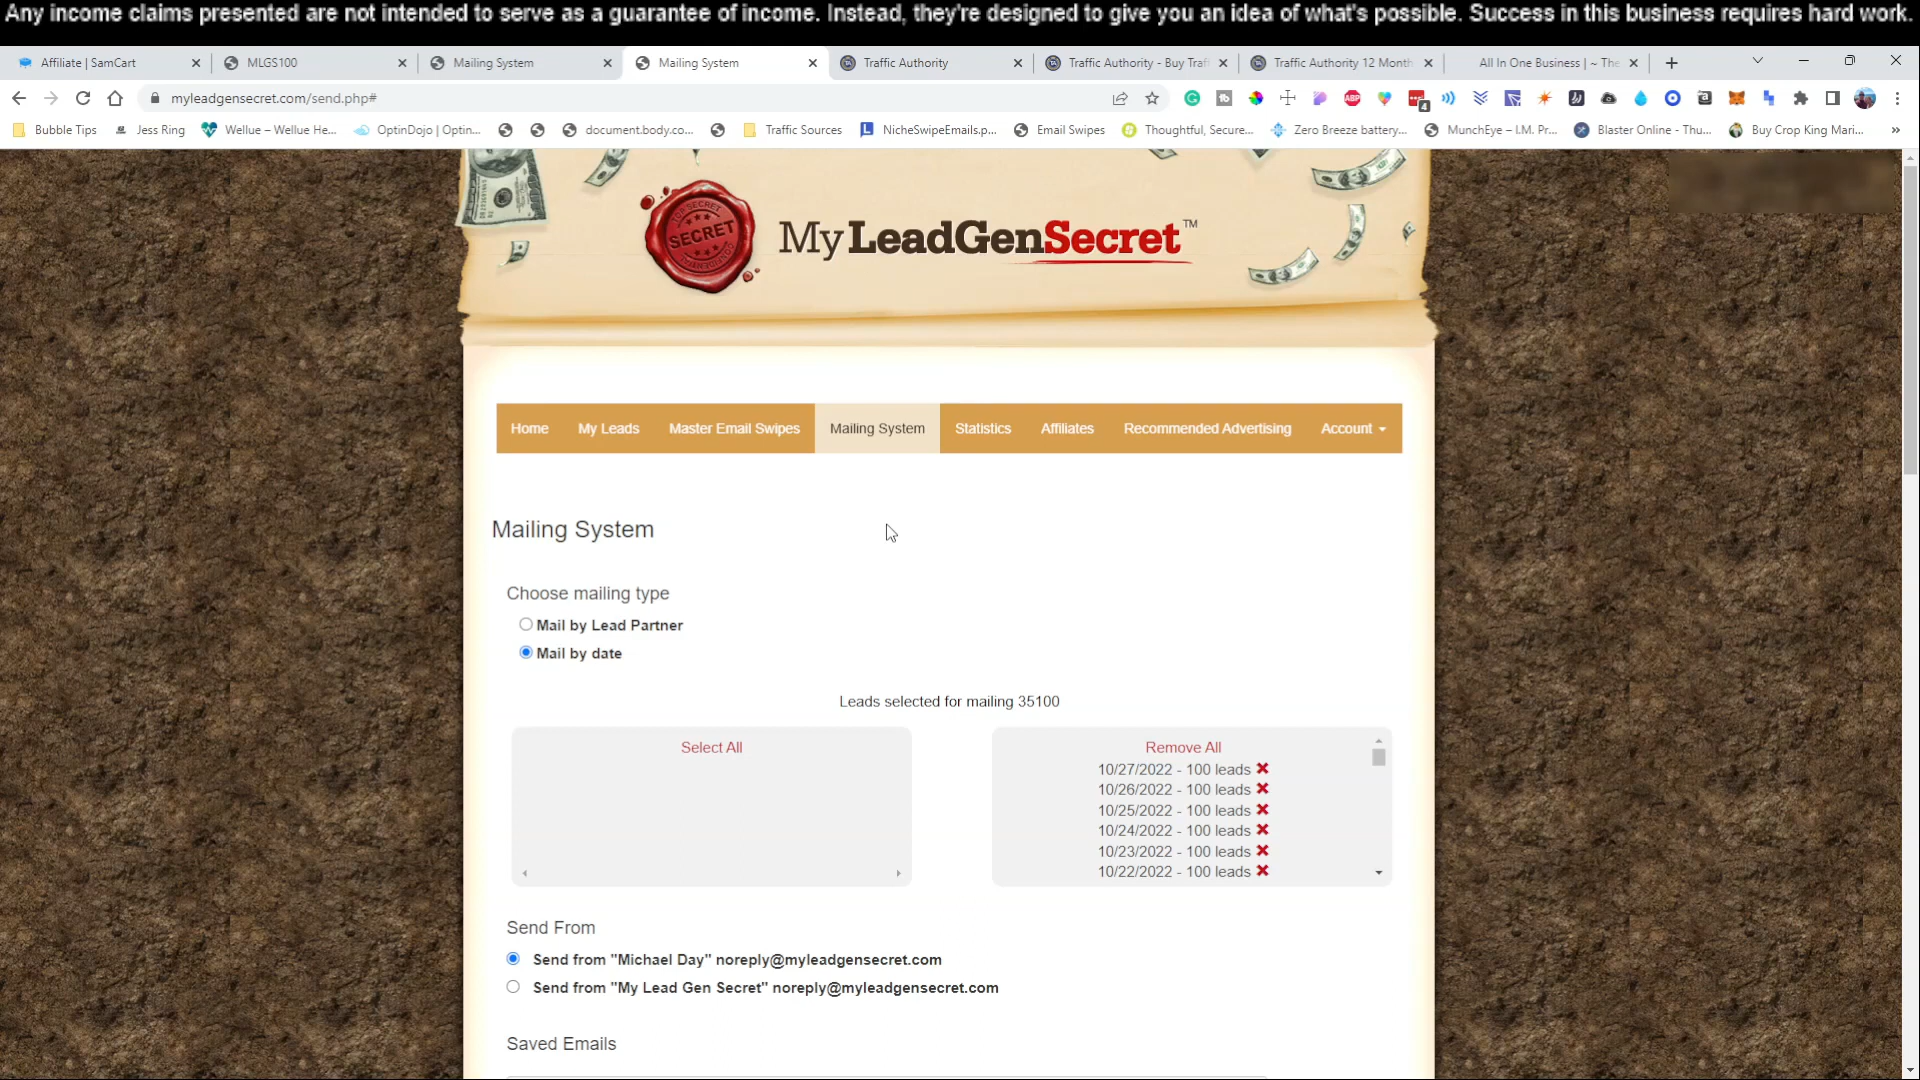 Any income claims presented are not intended to serve as a guarantee of income. Instead, they're designed to give you an idea of what's possible. Success in this business requires hard work.
Affiliate | SamCart
MLGS100
Mailing System
Mailing System
Traffic Authority
Traffic Authority - Buy Traf
Traffic Authority 12 Month
All In One Business | ~ The
myleadgensecret.com/send.php#
4
Bubble Tips
Jess Ring
Wellue – Wellue He...
OptinDojo | Optin...
document.body.co...
Traffic Sources
NicheSwipeEmails.p...
Email Swipes
Thoughtful, Secure...
Zero Breeze battery...
MunchEye – I.M. Pr...
Blaster Online - Thu...
Buy Crop King Mari...
SECRET
MyLeadGenSecret™
Home
My Leads
Master Email Swipes
Mailing System
Statistics
Affiliates
Recommended Advertising
Account
Mailing System
Choose mailing type
Mail by Lead Partner
Mail by date
Leads selected for mailing 35100
Select All
Remove All
10/27/2022 - 100 leads
10/26/2022 - 100 leads
10/25/2022 - 100 leads
10/24/2022 - 100 leads
10/23/2022 - 100 leads
10/22/2022 - 100 leads
Send From
Send from "Michael Day" noreply@myleadgensecret.com
Send from "My Lead Gen Secret" noreply@myleadgensecret.com
Saved Emails